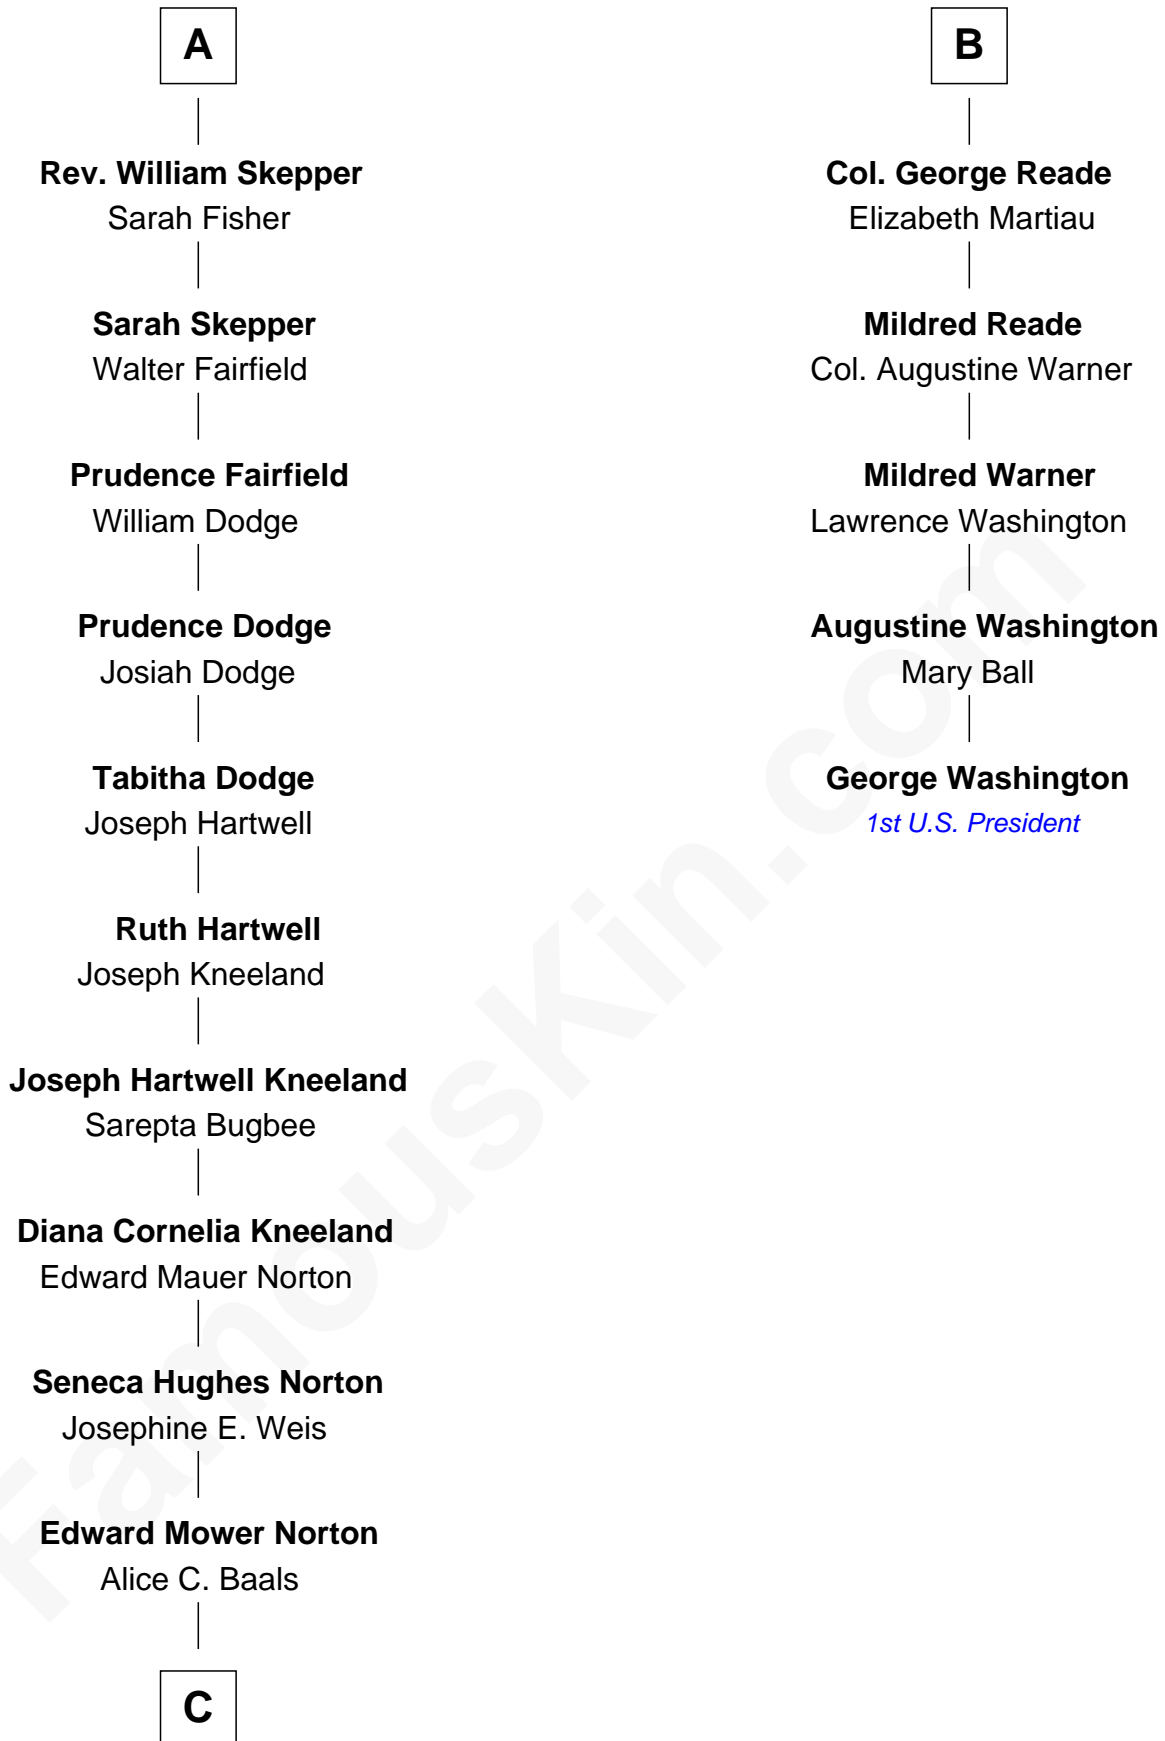 A
Rev. William Skepper
Sarah Fisher
Sarah Skepper
Walter Fairfield
Prudence Fairfield
William Dodge
Prudence Dodge
Josiah Dodge
Tabitha Dodge
Joseph Hartwell
Ruth Hartwell
Joseph Kneeland
Joseph Hartwell Kneeland
Sarepta Bugbee
Diana Cornelia Kneeland
Edward Mauer Norton
Seneca Hughes Norton
Josephine E. Weis
Edward Mower Norton
Alice C. Baals
C
B
Col. George Reade
Elizabeth Martiau
Mildred Reade
Col. Augustine Warner
Mildred Warner
Lawrence Washington
Augustine Washington
Mary Ball
George Washington
1st U.S. President
FamousKin.com